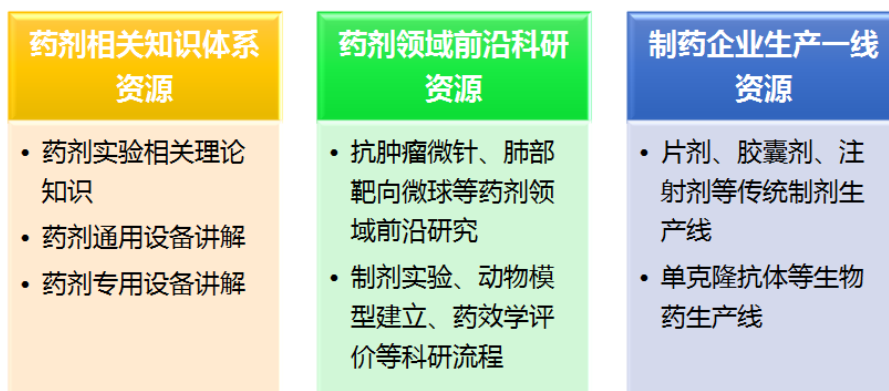 药剂相关知识体系
资源
• 药剂实验相关理论
知识
• 药剂通用设备讲解
• 药剂专用设备讲解
药剂领域前沿科研
资源
• 抗肿瘤微针、肺部
靶向微球等药剂领
域前沿研究
• 制剂实验、动物模
型建立、药效学评
价等科研流程
制药企业生产一线
资源
• 片剂、胶囊剂、注
射剂等传统制剂生
产线
• 单克隆抗体等生物
药生产线